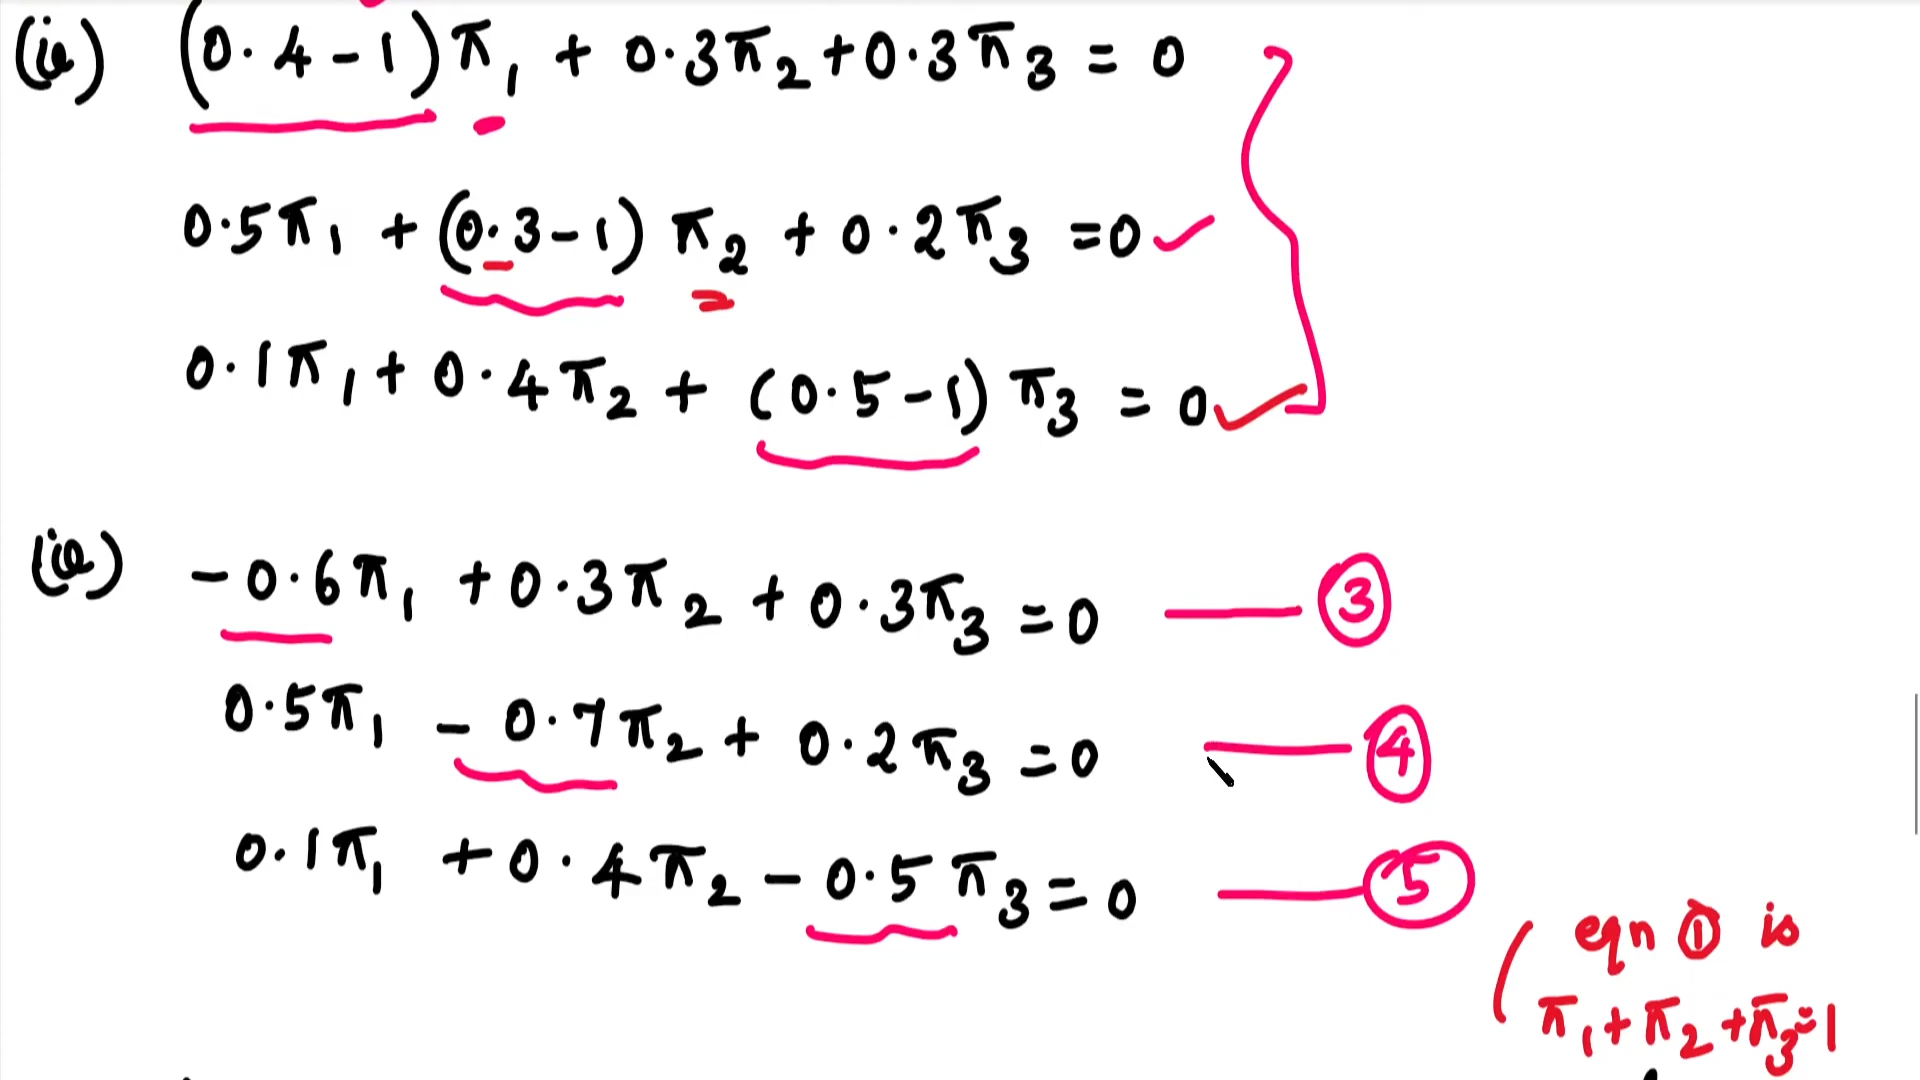 (ie) (0.4-1)π₁ + 0.3π₂ + 0.3π₃ = 0
0.5π₁ + (0.3-1) π₂ + 0.2π₃ = 0
0.1π₁ + 0.4π₂ + (0.5-1) π₃ = 0
(ie) -0.6π₁ + 0.3π₂ + 0.3π₃ = 0 — ③
0.5π₁ - 0.7π₂ + 0.2π₃ = 0 — ④
0.1π₁ + 0.4π₂ - 0.5π₃ = 0 — ⑤
( eqn ① is
π₁+π₂+π₃=1